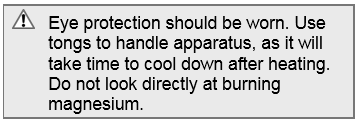 Eye protection should be worn. Use
tongs to handle apparatus, as it will
take time to cool down after heating.
Do not look directly at burning
magnesium.